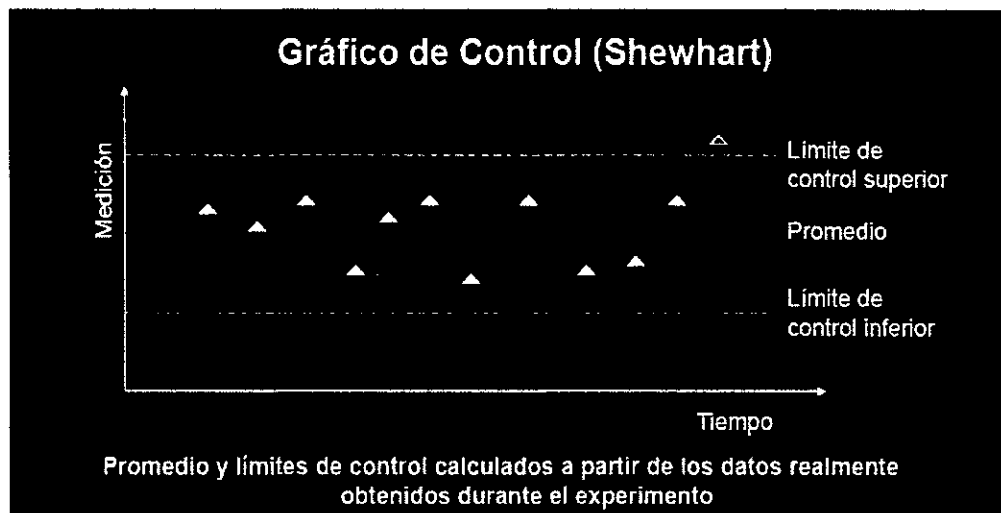 Gráfico de Control (Shewhart)
Medición
Límite de
control superior
Promedio
Límite de
control inferior
Tiempo
Promedio y límites de control calculados a partir de los datos realmente
obtenidos durante el experimento